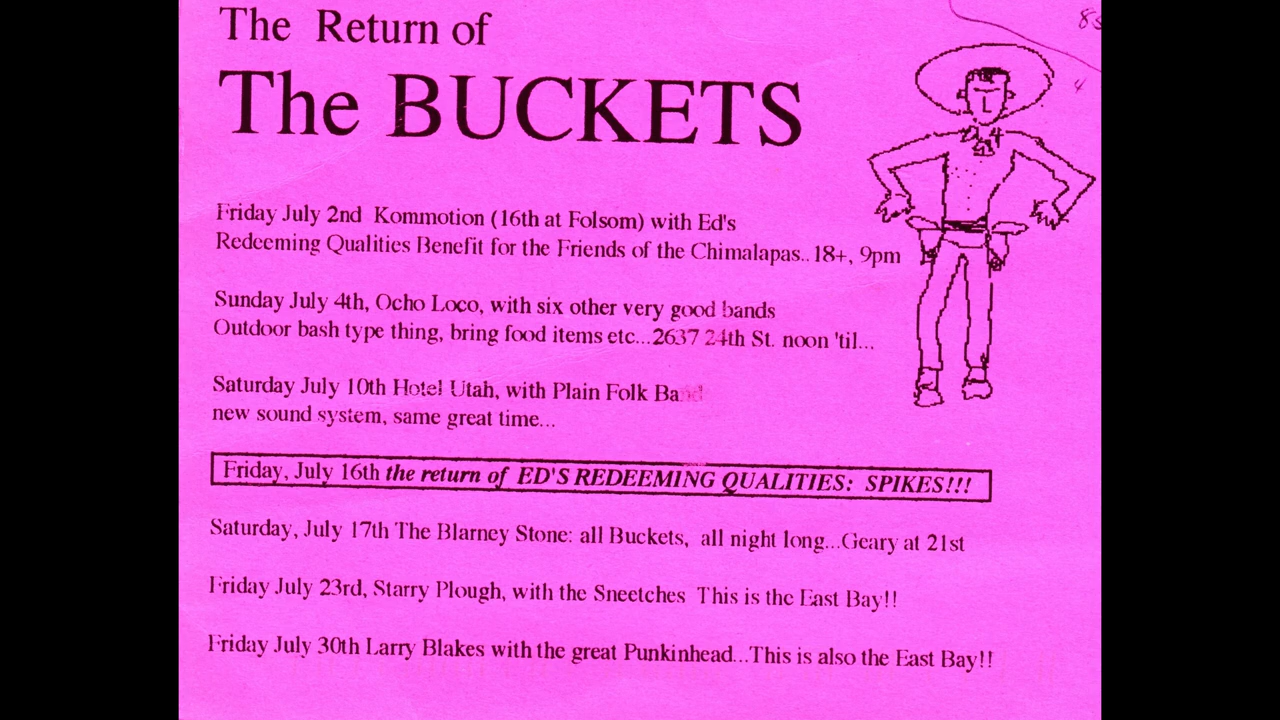 The Return of
The BUCKETS
Friday July 2nd Kommotion (16th at Folsom) with Ed's
Redeeming Qualities Benefit for the Friends of the Chimalapas.. 18+, 9pm
Sunday July 4th, Ocho Loco, with six other very good bands
Outdoor bash type thing, bring food items etc...2637 24th St. noon 'til...
Saturday July 10th Hotel Utah, with Plain Folk Band
new sound system, same great time...
Friday, July 16th the return of ED'S REDEEMING QUALITIES: SPIKES!!!
Saturday, July 17th The Blarney Stone: all Buckets, all night long...Geary at 21st
Friday July 23rd, Starry Plough, with the Sneetches This is the East Bay!!
Friday July 30th Larry Blakes with the great Punkinhead...This is also the East Bay!!